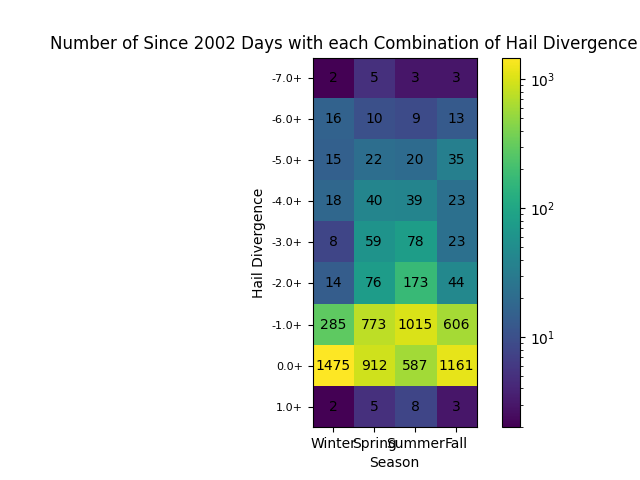 Number of Since 2002 Days with each Combination of Hail Divergence
-7.0+ 2 5 3 3
-6.0+ 16 10 9 13
-5.0+ 15 22 20 35
-4.0+ 18 40 39 23
-3.0+ 8 59 78 23
-2.0+ 14 76 173 44
-1.0+ 285 773 1015 606
0.0+ 1475 912 587 1161
1.0+ 2 5 8 3
Winter Spring Summer Fall
Season
Hail Divergence
10³
10²
10¹